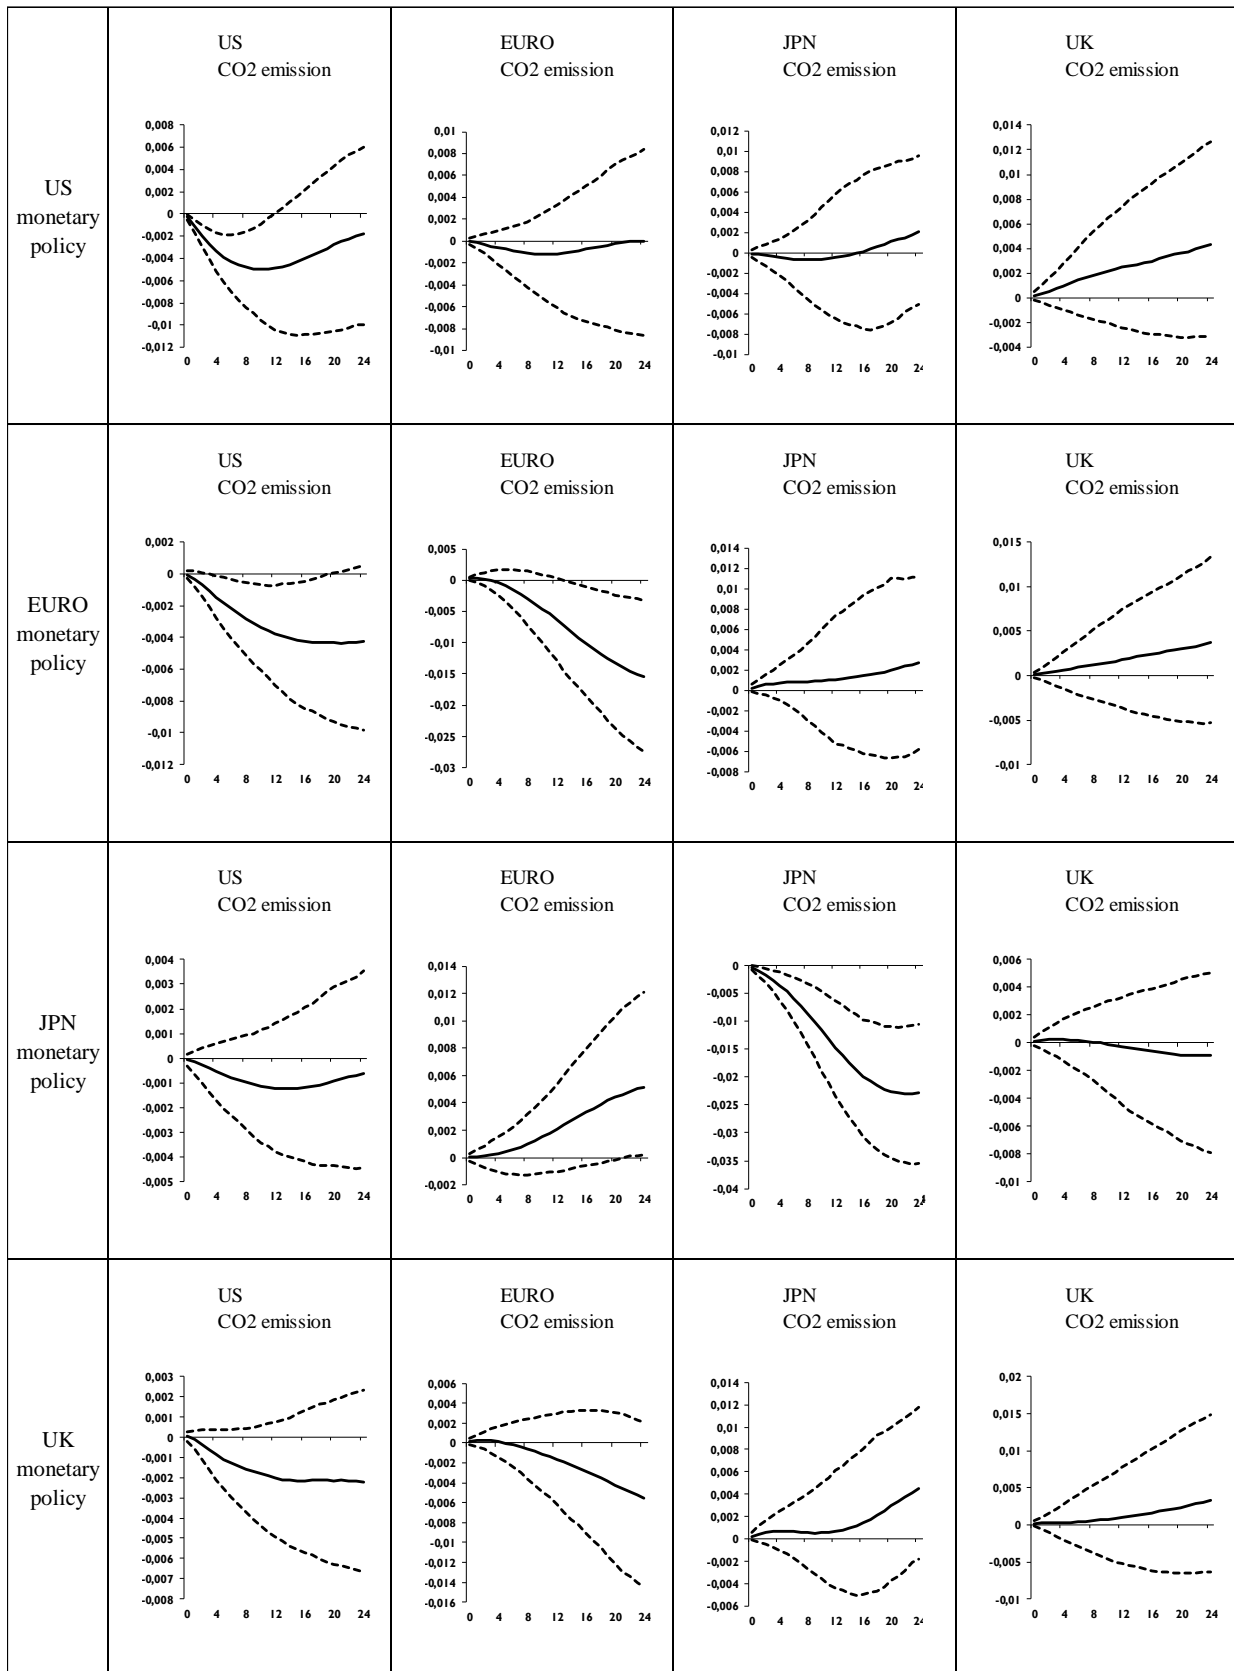 US
monetary
policy
US
CO2 emission
0,008
0,006
0,004
0,002
0
-0,002
-0,004
-0,006
-0,008
-0,01
-0,012
0 4 8 12 16 20 24
EURO
CO2 emission
0,01
0,008
0,006
0,004
0,002
0
-0,002
-0,004
-0,006
-0,008
-0,01
0 4 8 12 16 20 24
JPN
CO2 emission
0,012
0,01
0,008
0,006
0,004
0,002
0
-0,002
-0,004
-0,006
-0,008
-0,01
0 4 8 12 16 20 24
UK
CO2 emission
0,014
0,012
0,01
0,008
0,006
0,004
0,002
0
-0,002
-0,004
0 4 8 12 16 20 24
EURO
monetary
policy
US
CO2 emission
0,002
0
-0,002
-0,004
-0,006
-0,008
-0,01
-0,012
0 4 8 12 16 20 24
EURO
CO2 emission
0,005
0
-0,005
-0,01
-0,015
-0,02
-0,025
-0,03
0 4 8 12 16 20 24
JPN
CO2 emission
0,014
0,012
0,01
0,008
0,006
0,004
0,002
0
-0,002
-0,004
-0,006
-0,008
0 4 8 12 16 20 24
UK
CO2 emission
0,015
0,01
0,005
0
-0,005
-0,01
0 4 8 12 16 20 24
JPN
monetary
policy
US
CO2 emission
0,004
0,003
0,002
0,001
0
-0,001
-0,002
-0,003
-0,004
-0,005
0 4 8 12 16 20 24
EURO
CO2 emission
0,014
0,012
0,01
0,008
0,006
0,004
0,002
0
-0,002
0 4 8 12 16 20 24
JPN
CO2 emission
0
-0,005
-0,01
-0,015
-0,02
-0,025
-0,03
-0,035
-0,04
0 4 8 12 16 20 24
UK
CO2 emission
0,006
0,004
0,002
0
-0,002
-0,004
-0,006
-0,008
-0,01
0 4 8 12 16 20 24
UK
monetary
policy
US
CO2 emission
0,003
0,002
0,001
0
-0,001
-0,002
-0,003
-0,004
-0,005
-0,006
-0,007
-0,008
0 4 8 12 16 20 24
EURO
CO2 emission
0,006
0,004
0,002
0
-0,002
-0,004
-0,006
-0,008
-0,01
-0,012
-0,014
-0,016
0 4 8 12 16 20 24
JPN
CO2 emission
0,014
0,012
0,01
0,008
0,006
0,004
0,002
0
-0,002
-0,004
-0,006
0 4 8 12 16 20 24
UK
CO2 emission
0,02
0,015
0,01
0,005
0
-0,005
-0,01
0 4 8 12 16 20 24